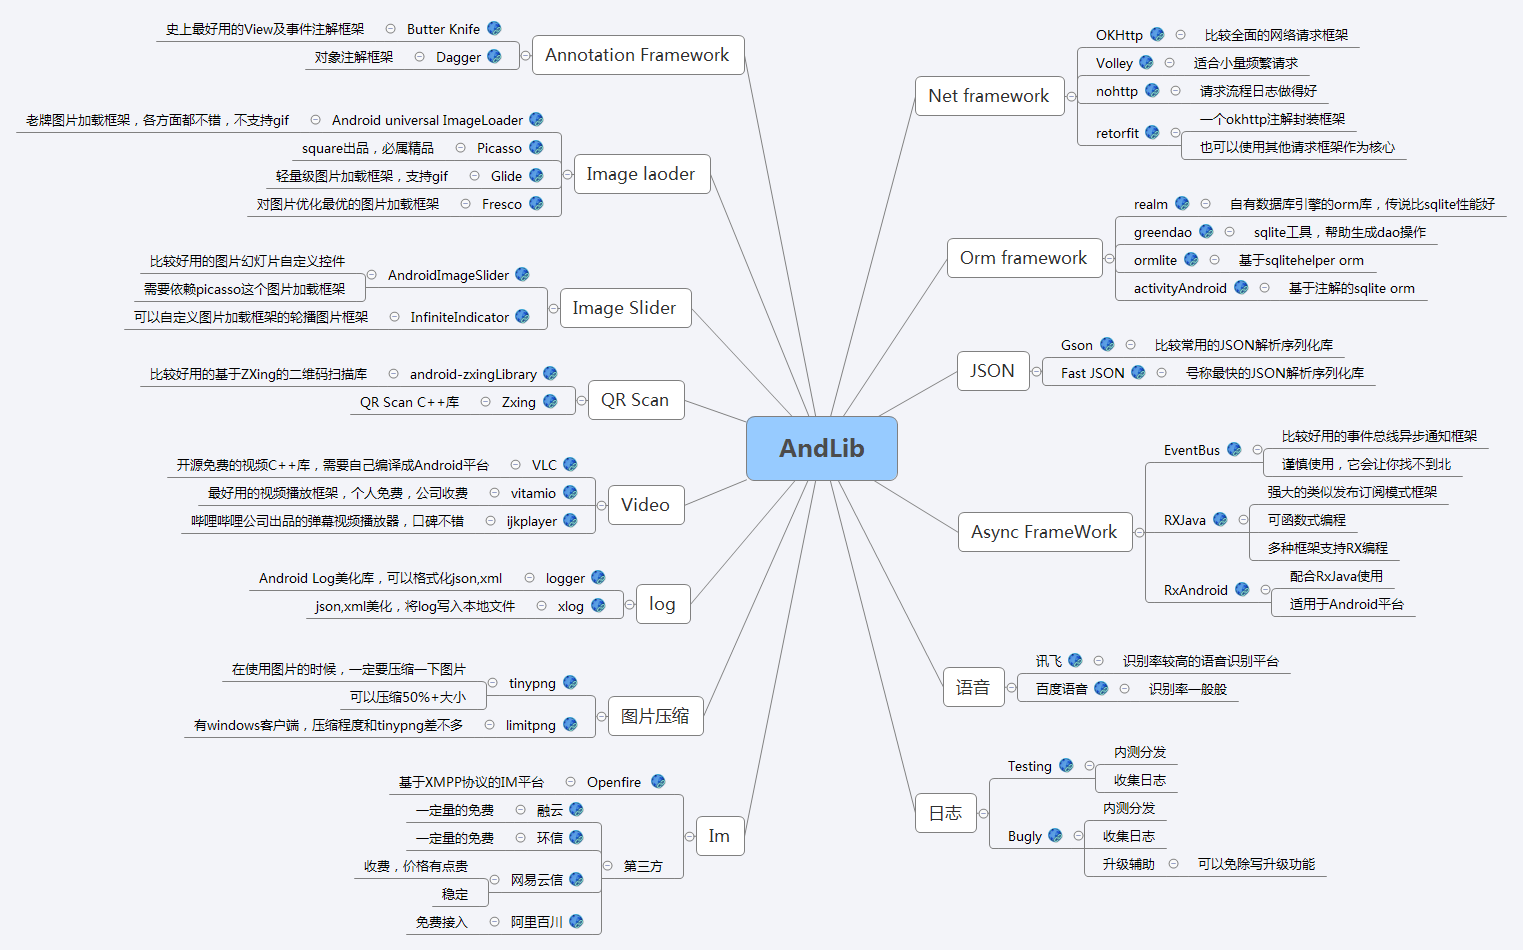 AndLib
Annotation Framework
Butter Knife
史上最好用的View及事件注解框架
Dagger
对象注解框架
Image laoder
Android universal ImageLoader
老牌图片加载框架，各方面都不错，不支持gif
Picasso
square出品，必属精品
Glide
轻量级图片加载框架，支持gif
Fresco
对图片优化最优的图片加载框架
Image Slider
AndroidImageSlider
比较好用的图片幻灯片自定义控件
需要依赖picasso这个图片加载框架
InfiniteIndicator
可以自定义图片加载框架的轮播图片框架
QR Scan
android-zxingLibrary
比较好用的基于ZXing的二维码扫描库
Zxing
QR Scan C++库
Video
VLC
开源免费的视频C++库，需要自己编译成Android平台
vitamio
最好用的视频播放框架，个人免费，公司收费
ijkplayer
哔哩哔哩公司出品的弹幕视频播放器，口碑不错
log
logger
Android Log美化库，可以格式化json,xml
xlog
json,xml美化，将log写入本地文件
图片压缩
tinypng
在使用图片的时候，一定要压缩一下图片
可以压缩50%+大小
limitpng
有windows客户端，压缩程度和tinypng差不多
Im
Openfire
基于XMPP协议的IM平台
第三方
融云
一定量的免费
环信
一定量的免费
网易云信
收费，价格有点贵
稳定
阿里百川
免费接入
Net framework
OKHttp
比较全面的网络请求框架
Volley
适合小量频繁请求
nohttp
请求流程日志做得好
retorfit
一个okhttp注解封装框架
也可以使用其他请求框架作为核心
Orm framework
realm
自有数据库引擎的orm库，传说比sqlite性能好
greendao
sqlite工具，帮助生成dao操作
ormlite
基于sqlitehelper orm
activityAndroid
基于注解的sqlite orm
JSON
Gson
比较常用的JSON解析序列化库
Fast JSON
号称最快的JSON解析序列化库
Async FrameWork
EventBus
比较好用的事件总线异步通知框架
谨慎使用，它会让你找不到北
RXJava
强大的类似发布订阅模式框架
可函数式编程
多种框架支持RX编程
RxAndroid
配合RxJava使用
适用于Android平台
语音
讯飞
识别率较高的语音识别平台
百度语音
识别率一般般
日志
Testing
内测分发
收集日志
Bugly
内测分发
收集日志
升级辅助
可以免除写升级功能